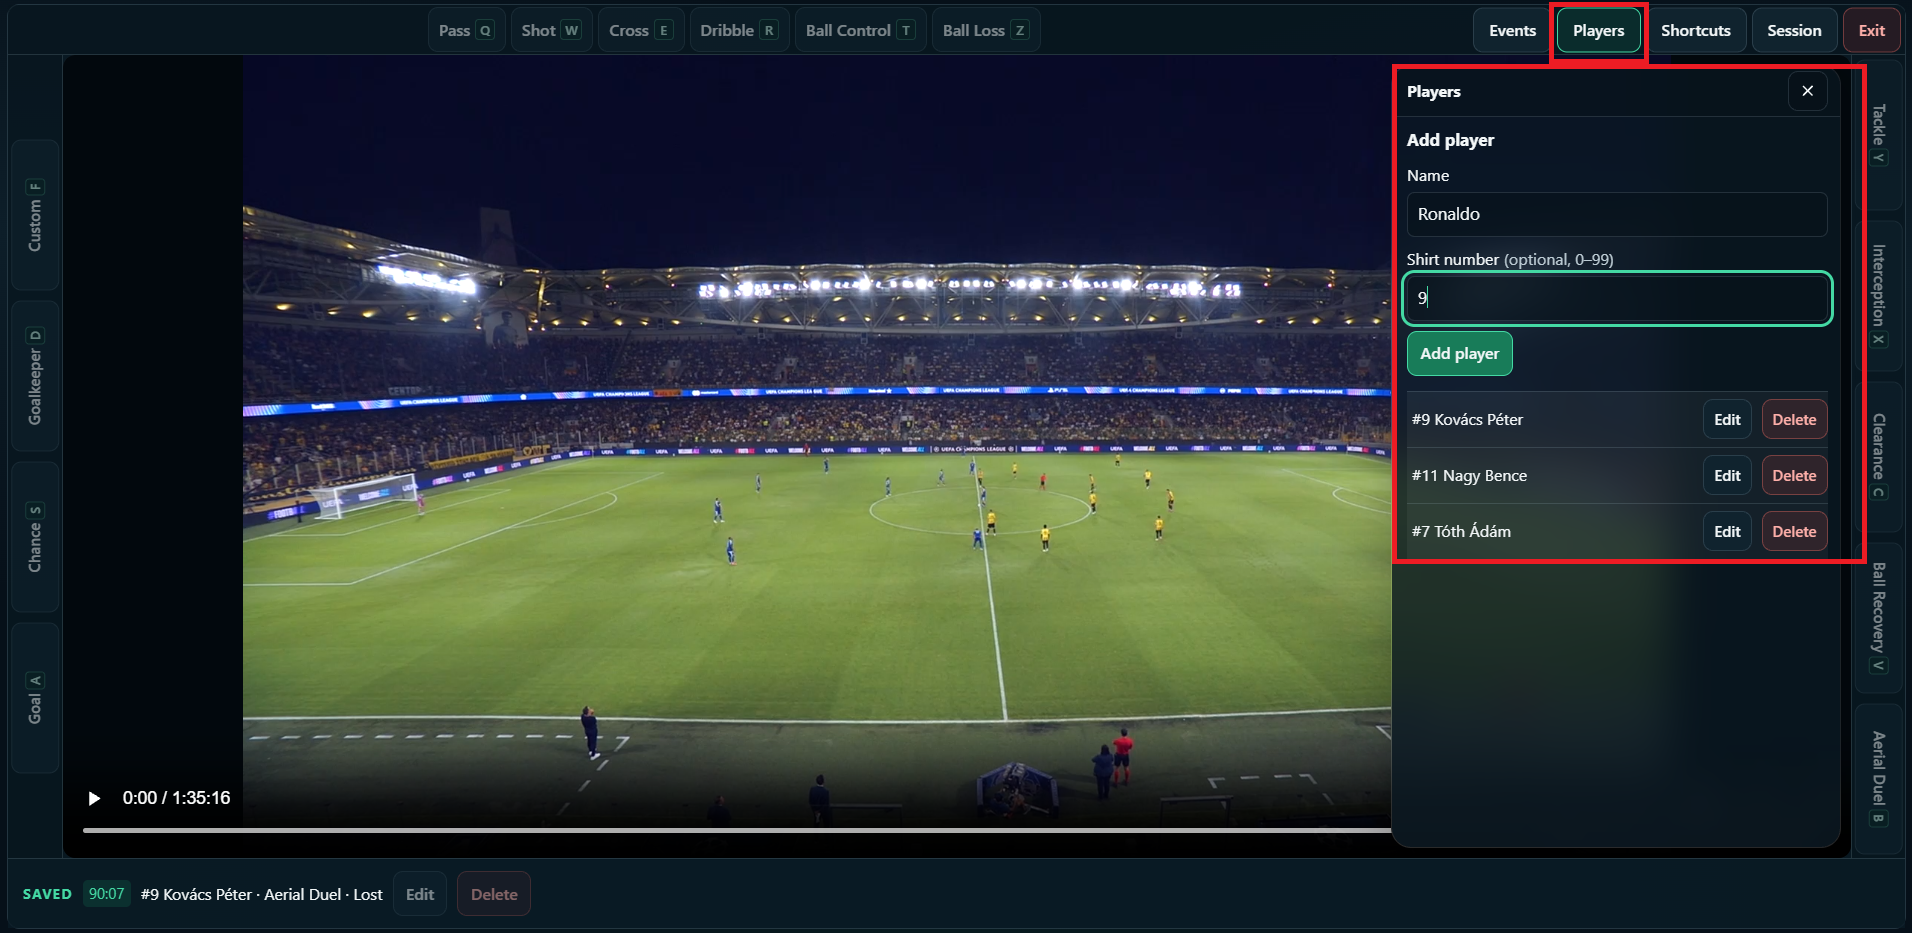 Pass Q Shot W Cross E Dribble R Ball Control T Ball Loss Z
Events Players Shortcuts Session Exit
Custom F
Goalkeeper D
Chance S
Goal A
Players ×
Add player
Name
Ronaldo
Shirt number (optional, 0–99)
9
Add player
#9 Kovács Péter Edit Delete
#11 Nagy Bence Edit Delete
#7 Tóth Ádám Edit Delete
Tackle Y
Interception X
Clearance C
Ball Recovery V
Aerial Duel B
UEFA CHAMPIONS LEAGUE
0:00 / 1:35:16
SAVED 90:07 #9 Kovács Péter · Aerial Duel · Lost Edit Delete